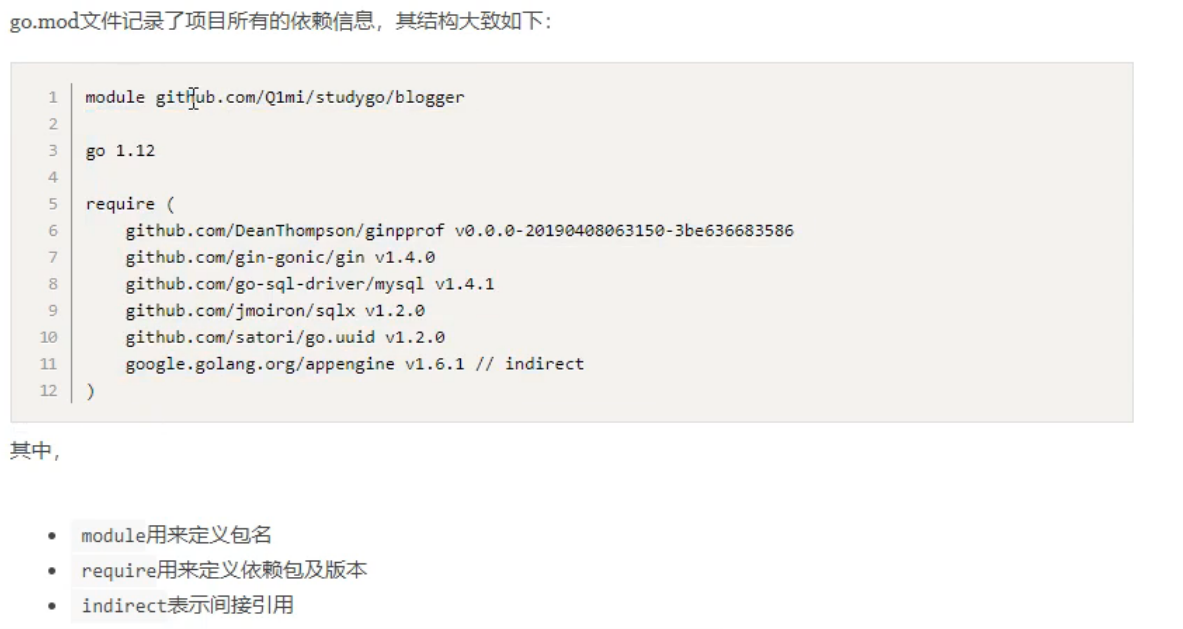 go.mod文件记录了项目所有的依赖信息，其结构大致如下：
1 module github.com/Q1mi/studygo/blogger
2
3 go 1.12
4
5 require (
6 github.com/DeanThompson/ginpprof v0.0.0-20190408063150-3be636683586
7 github.com/gin-gonic/gin v1.4.0
8 github.com/go-sql-driver/mysql v1.4.1
9 github.com/jmoiron/sqlx v1.2.0
10 github.com/satori/go.uuid v1.2.0
11 google.golang.org/appengine v1.6.1 // indirect
12 )
其中，
• module用来定义包名
• require用来定义依赖包及版本
• indirect表示间接引用